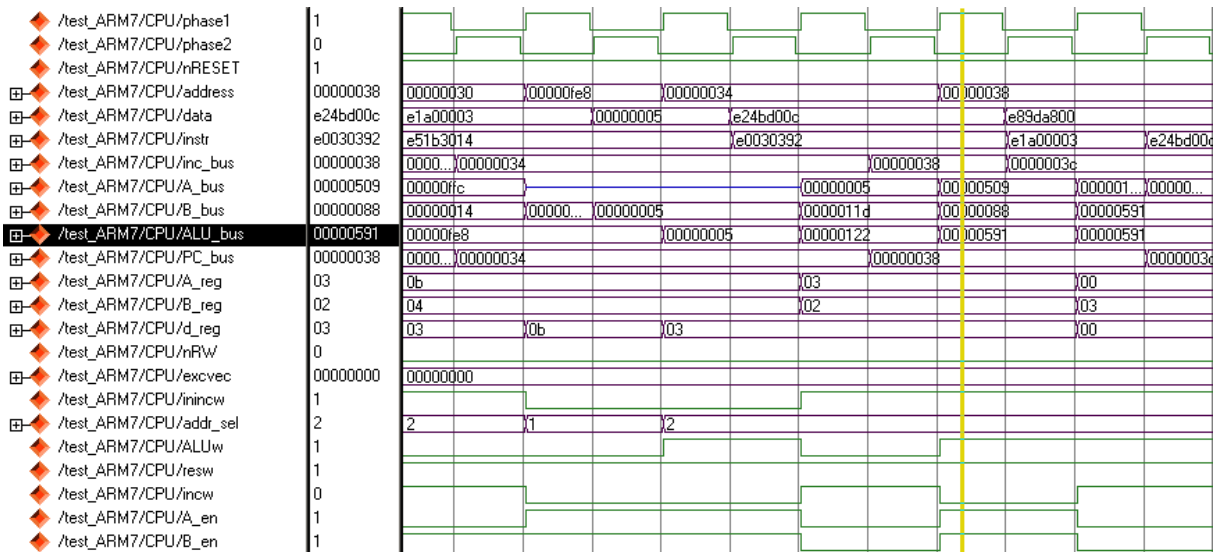 /test_ARM7/CPU/phase1 1
/test_ARM7/CPU/phase2 0
/test_ARM7/CPU/nRESET 1
/test_ARM7/CPU/address 00000038 00000030 00000fe8 00000034 00000038
/test_ARM7/CPU/data e24bd00c e1a00003 00000005 e24bd00c e89da800
/test_ARM7/CPU/instr e0030392 e51b3014 e0030392 e1a00003 e24bd00c
/test_ARM7/CPU/inc_bus 00000038 0000... 00000034 00000038 0000003c
/test_ARM7/CPU/A_bus 00000509 00000ffc 00000005 00000509 000001... 00000...
/test_ARM7/CPU/B_bus 00000088 00000014 00000... 00000005 0000011d 00000088 00000591
/test_ARM7/CPU/ALU_bus 00000591 00000fe8 00000005 00000122 00000591 00000591
/test_ARM7/CPU/PC_bus 00000038 0000... 00000034 00000038 0000003c
/test_ARM7/CPU/A_reg 03 0b 03 00
/test_ARM7/CPU/B_reg 02 04 02 03
/test_ARM7/CPU/d_reg 03 03 0b 03 00
/test_ARM7/CPU/nRW 0
/test_ARM7/CPU/excvec 00000000 00000000
/test_ARM7/CPU/inincw 1
/test_ARM7/CPU/addr_sel 2 2 1 2
/test_ARM7/CPU/ALUw 1
/test_ARM7/CPU/resw 1
/test_ARM7/CPU/incw 0
/test_ARM7/CPU/A_en 1
/test_ARM7/CPU/B_en 1